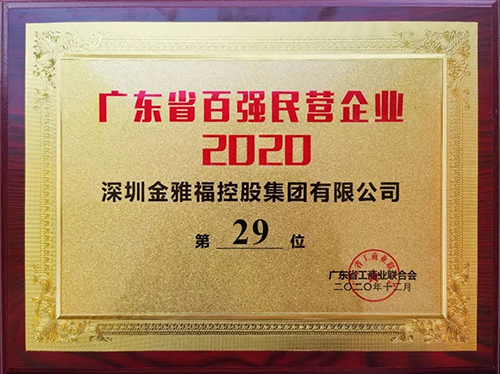 广东省百强民营企业
2020
深圳金雅福控股集团有限公司
第 29 位
广东省工商业联合会
二〇二〇年十二月